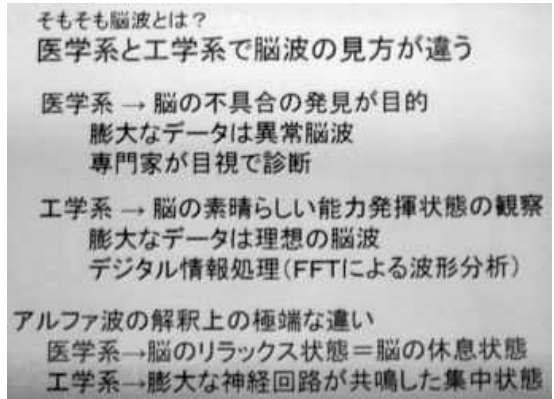 そもそも脳波とは？
医学系と工学系で脳波の見方が違う
医学系 → 脳の不具合の発見が目的
膨大なデータは異常脳波
専門家が目視で診断
工学系 → 脳の素晴らしい能力発揮状態の観察
膨大なデータは理想の脳波
デジタル情報処理(FFTによる波形分析)
アルファ波の解釈上の極端な違い
医学系→脳のリラックス状態＝脳の休息状態
工学系→膨大な神経回路が共鳴した集中状態